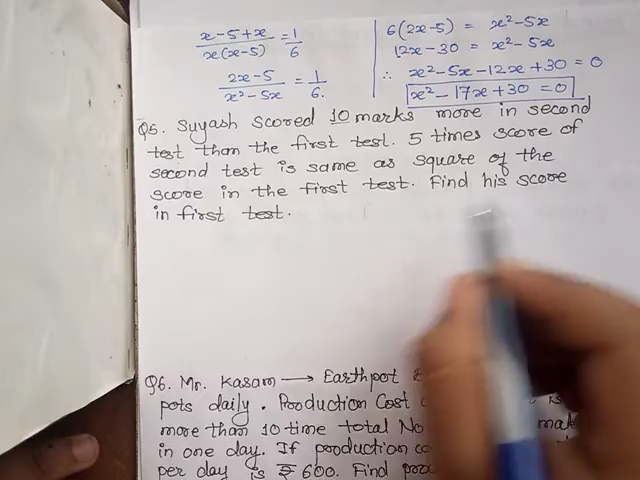 x-5+x / x(x-5) = 1/6
2x-5 / x²-5x = 1/6.
6(2x-5) = x²-5x
12x-30 = x²-5x
∴ x²-5x-12x+30=0
x²-17x+30=0
Q5. Suyash scored 10 marks more in second
test than the first test. 5 times score of
second test is same as square of the
score in the first test. Find his score
in first test.
Q6. Mr. Kasam → Earthpot
pots daily. Production Cost is
more than 10 time total No
in one day. If production
per day is ₹ 600. Find